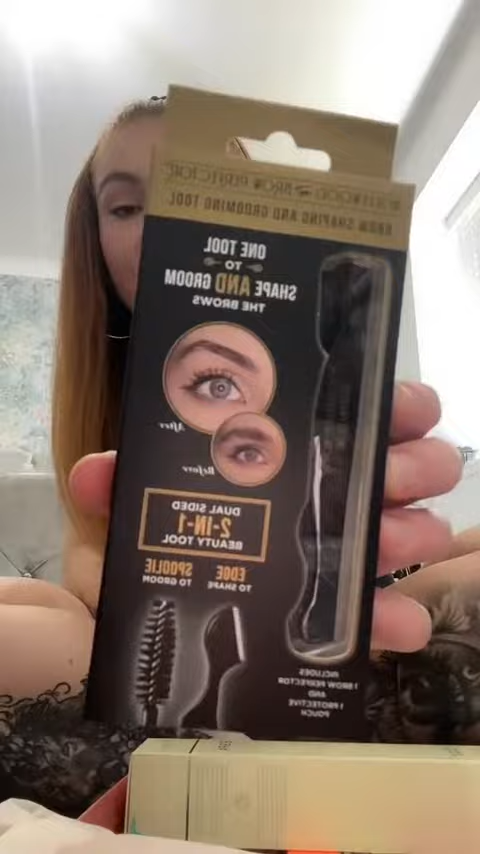 HOLLYWOOD BROW PERFECTOR
BROW SHAPING AND GROOMING TOOL
ONE TOOL
TO
SHAPE AND GROOM
THE BROWS
After
Before
DUAL SIDED
2-IN-1
BEAUTY TOOL
EDGE
TO SHAPE
SPOOLIE
TO GROOM
INCLUDES
1 BROW PERFECTOR
AND
1 PROTECTIVE
POUCH